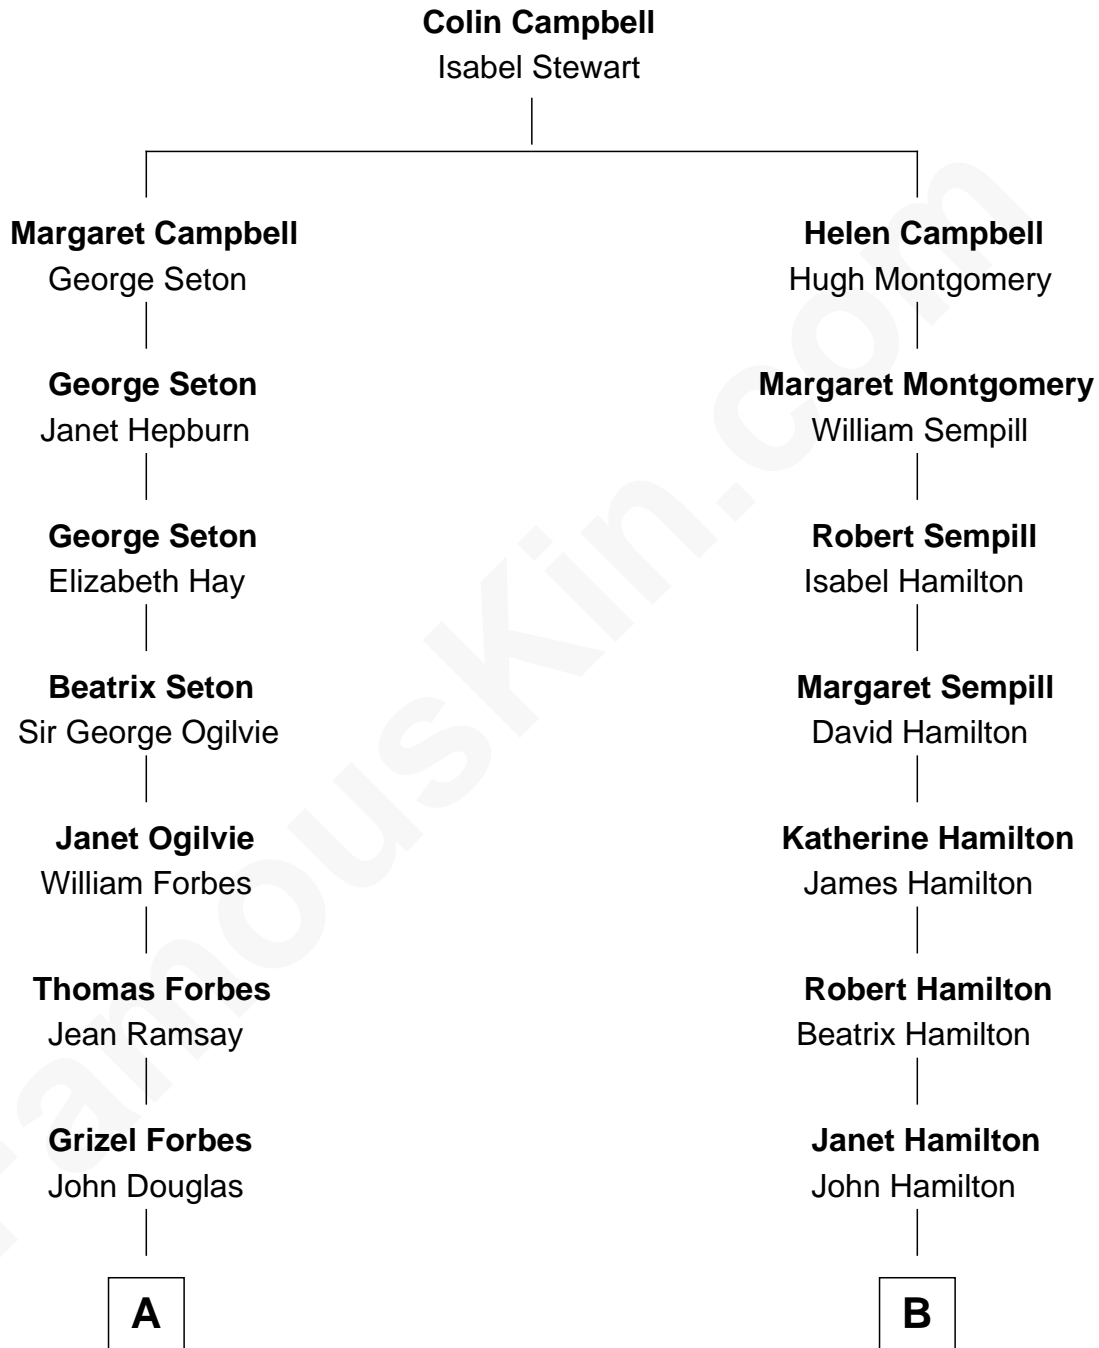 Colin Campbell
Isabel Stewart
Margaret Campbell
George Seton
Helen Campbell
Hugh Montgomery
George Seton
Janet Hepburn
Margaret Montgomery
William Sempill
George Seton
Elizabeth Hay
Robert Sempill
Isabel Hamilton
Beatrix Seton
Sir George Ogilvie
Margaret Sempill
David Hamilton
Janet Ogilvie
William Forbes
Katherine Hamilton
James Hamilton
Thomas Forbes
Jean Ramsay
Robert Hamilton
Beatrix Hamilton
Grizel Forbes
John Douglas
Janet Hamilton
John Hamilton
A
B
FamousKin.com